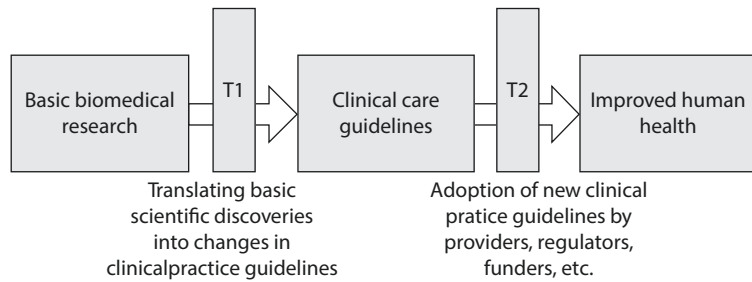 Basic biomedical
research
T1
Clinical care
guidelines
T2
Improved human
health
Translating basic
scientific discoveries
into changes in
clinicalpractice guidelines
Adoption of new clinical
pratice guidelines by
providers, regulators,
funders, etc.